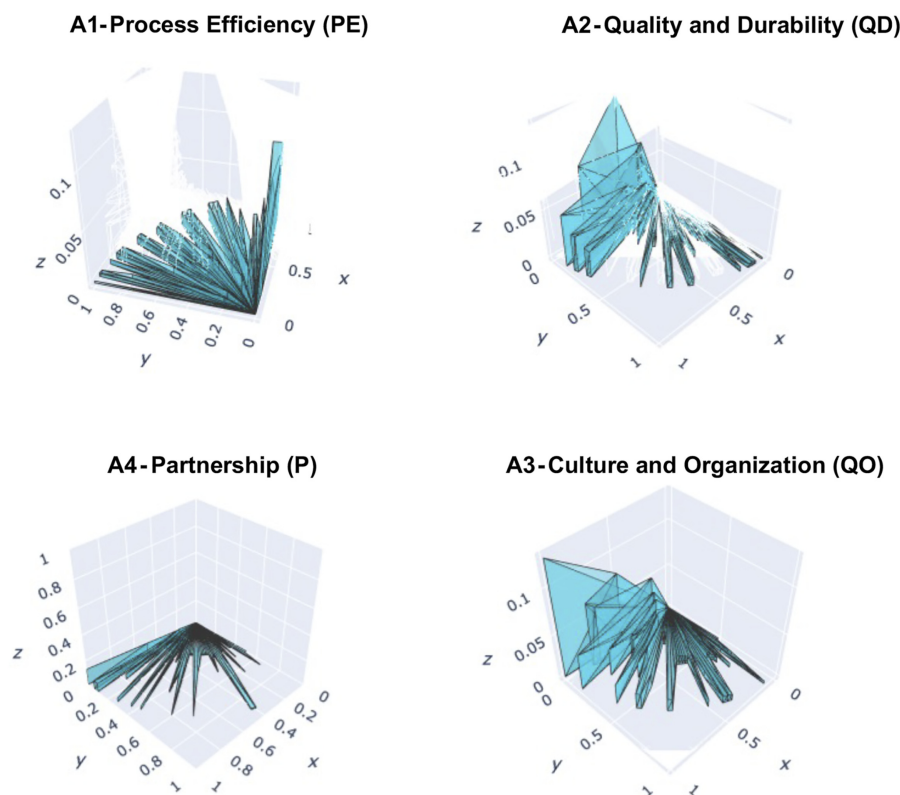 A1-Process Efficiency (PE)
A2-Quality and Durability (QD)
0.1
0.05
0
z
1
0.8
0.6
0.4
0.2
0
y
0.5
0
x
0.1
0.05
0
z
0
0.5
1
y
0
0.5
1
x
A4-Partnership (P)
A3-Culture and Organization (QO)
1
0.8
0.6
0.4
0.2
0
z
0.2
0.4
0.6
0.8
1
y
0
0.2
0.4
0.6
0.8
1
x
0.1
0.05
0
z
0
0.5
1
y
0
0.5
1
x